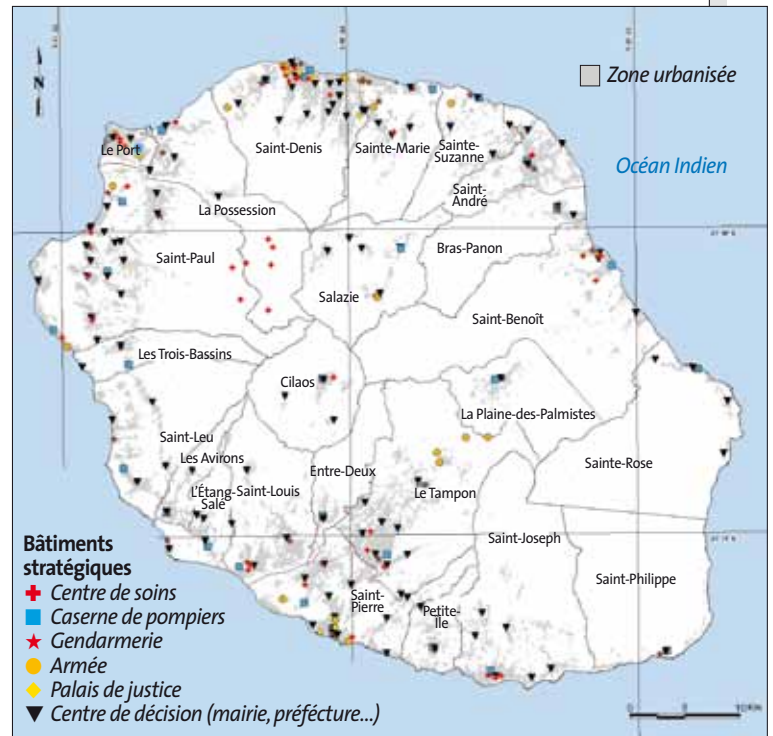 N
Zone urbanisée
Océan Indien
Le Port
Saint-Denis
Sainte-Marie
Sainte-
Suzanne
Saint-
André
La Possession
Saint-Paul
Bras-Panon
Salazie
Saint-Benoît
Les Trois-Bassins
Cilaos
La Plaine-des-Palmistes
Saint-Leu
Les Avirons
Entre-Deux
Sainte-Rose
L'Étang-
Salé
Saint-Louis
Le Tampon
Saint-Joseph
Saint-Philippe
Saint-
Pierre
Petite-
Ile
Bâtiments
stratégiques
Centre de soins
Caserne de pompiers
Gendarmerie
Armée
Palais de justice
Centre de décision (mairie, préfécture...)